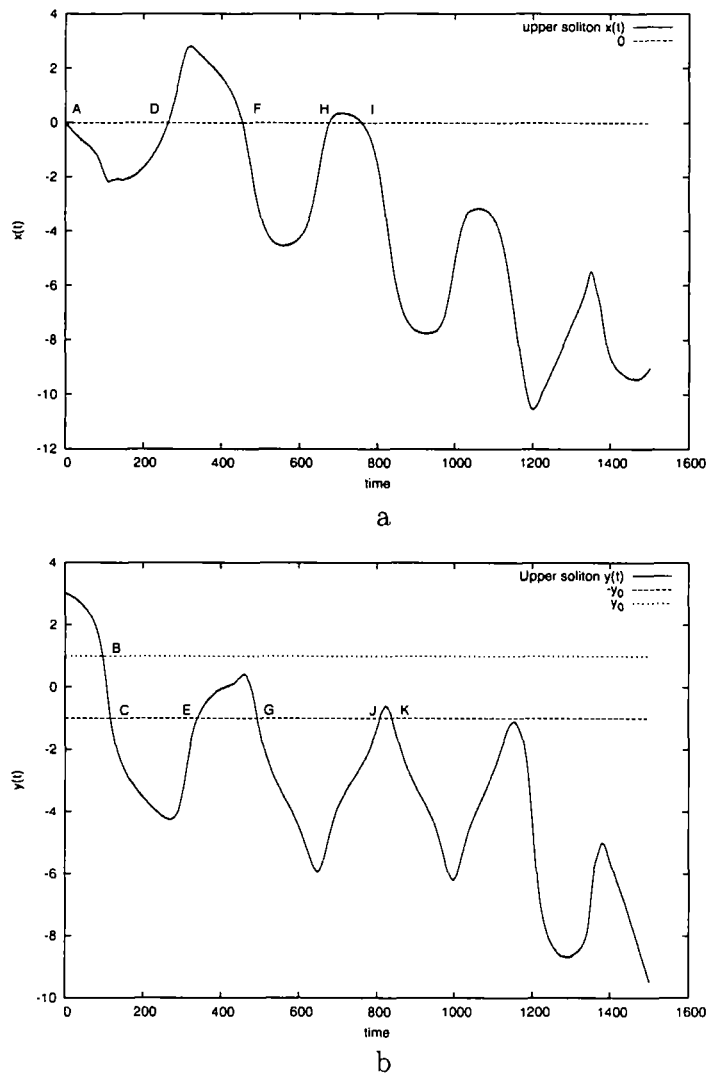 4
2
0
-2
-4
-6
-8
-10
-12
x(t)
upper soliton x(t)
0
A D F H I
0 200 400 600 800 1000 1200 1400 1600
time
a
4
2
0
-2
-4
-6
-8
-10
y(t)
Upper soliton y(t)
-y₀
y₀
B
C E G J K
0 200 400 600 800 1000 1200 1400 1600
time
b